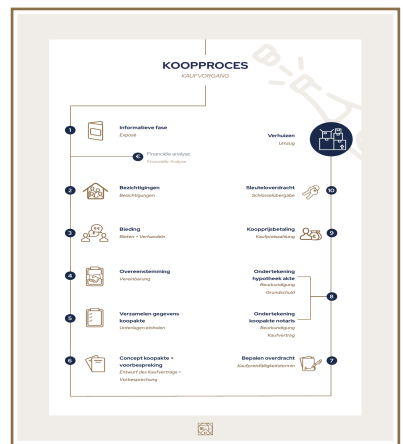 KOOPPROCES
KAUFVORGANG
1
Informatieve fase
Exposé
€
Financiële analyse
Finanzielle Analyse
2
Bezichtigingen
Besichtigungen
3
Bieding
Bieten + Verhandeln
4
Overeenstemming
Vereinbarung
5
Verzamelen gegevens
koopakte
Unterlagen einholen
6
Concept koopakte +
voorbespreking
Entwurf des Kaufvertrags +
Vorbesprechung
Bepalen overdracht
Kaufpreisfälligkeitstermin
7
Ondertekening
hypotheek akte
Beurkundung
Grundschuld
8
Ondertekening
koopakte notaris
Beurkundung
Kaufvertrag
Koopprijsbetaling
Kaufpreiszahlung
9
Sleuteloverdracht
Schlüsselübergabe
10
Verhuizen
Umzug